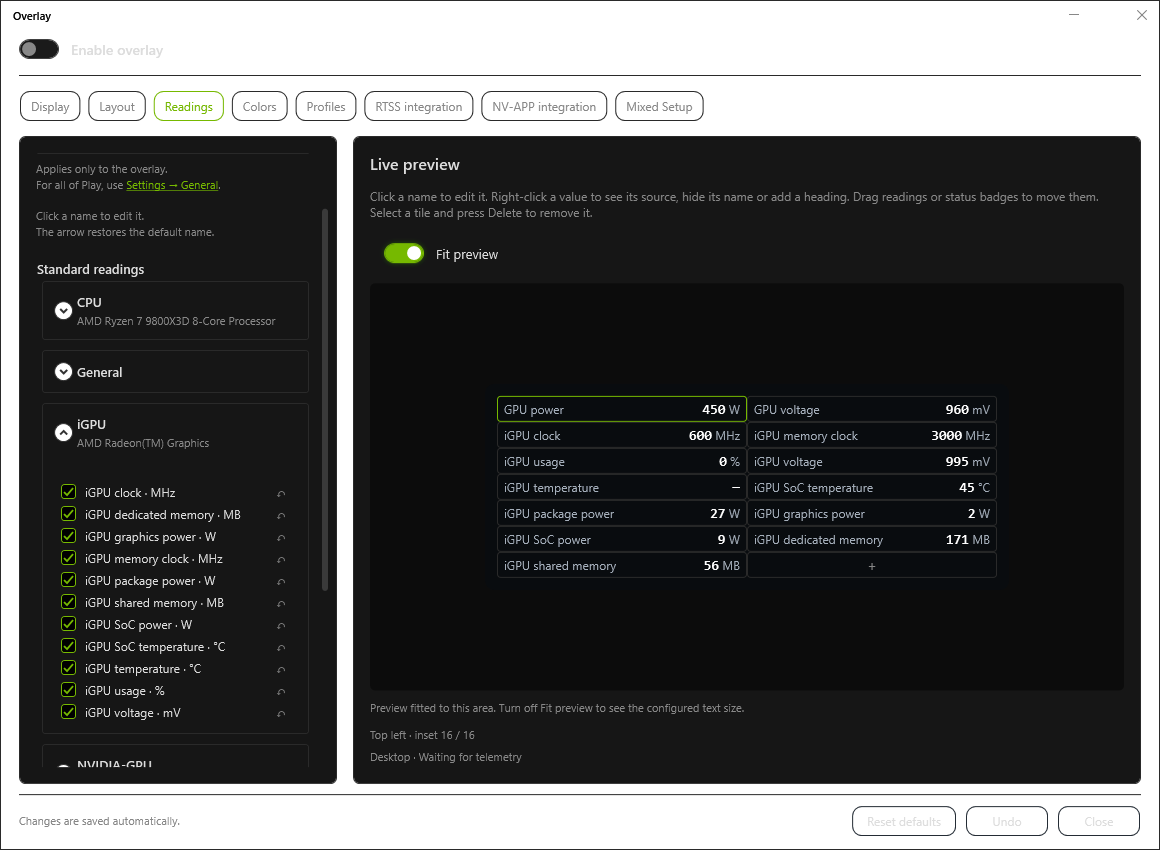 Overlay
Enable overlay
Display
Layout
Readings
Colors
Profiles
RTSS integration
NV-APP integration
Mixed Setup
Applies only to the overlay.
For all of Play, use Settings → General.
Click a name to edit it.
The arrow restores the default name.
Standard readings
CPU
AMD Ryzen 7 9800X3D 8-Core Processor
General
iGPU
AMD Radeon(TM) Graphics
iGPU clock · MHz
iGPU dedicated memory · MB
iGPU graphics power · W
iGPU memory clock · MHz
iGPU package power · W
iGPU shared memory · MB
iGPU SoC power · W
iGPU SoC temperature · °C
iGPU temperature · °C
iGPU usage · %
iGPU voltage · mV
NVIDIA-GPU
Live preview
Click a name to edit it. Right-click a value to see its source, hide its name or add a heading. Drag readings or status badges to move them.
Select a tile and press Delete to remove it.
Fit preview
GPU power 450 W GPU voltage 960 mV
iGPU clock 600 MHz iGPU memory clock 3000 MHz
iGPU usage 0 % iGPU voltage 995 mV
iGPU temperature – iGPU SoC temperature 45 °C
iGPU package power 27 W iGPU graphics power 2 W
iGPU SoC power 9 W iGPU dedicated memory 171 MB
iGPU shared memory 56 MB +
Preview fitted to this area. Turn off Fit preview to see the configured text size.
Top left · inset 16 / 16
Desktop · Waiting for telemetry
Changes are saved automatically.
Reset defaults
Undo
Close